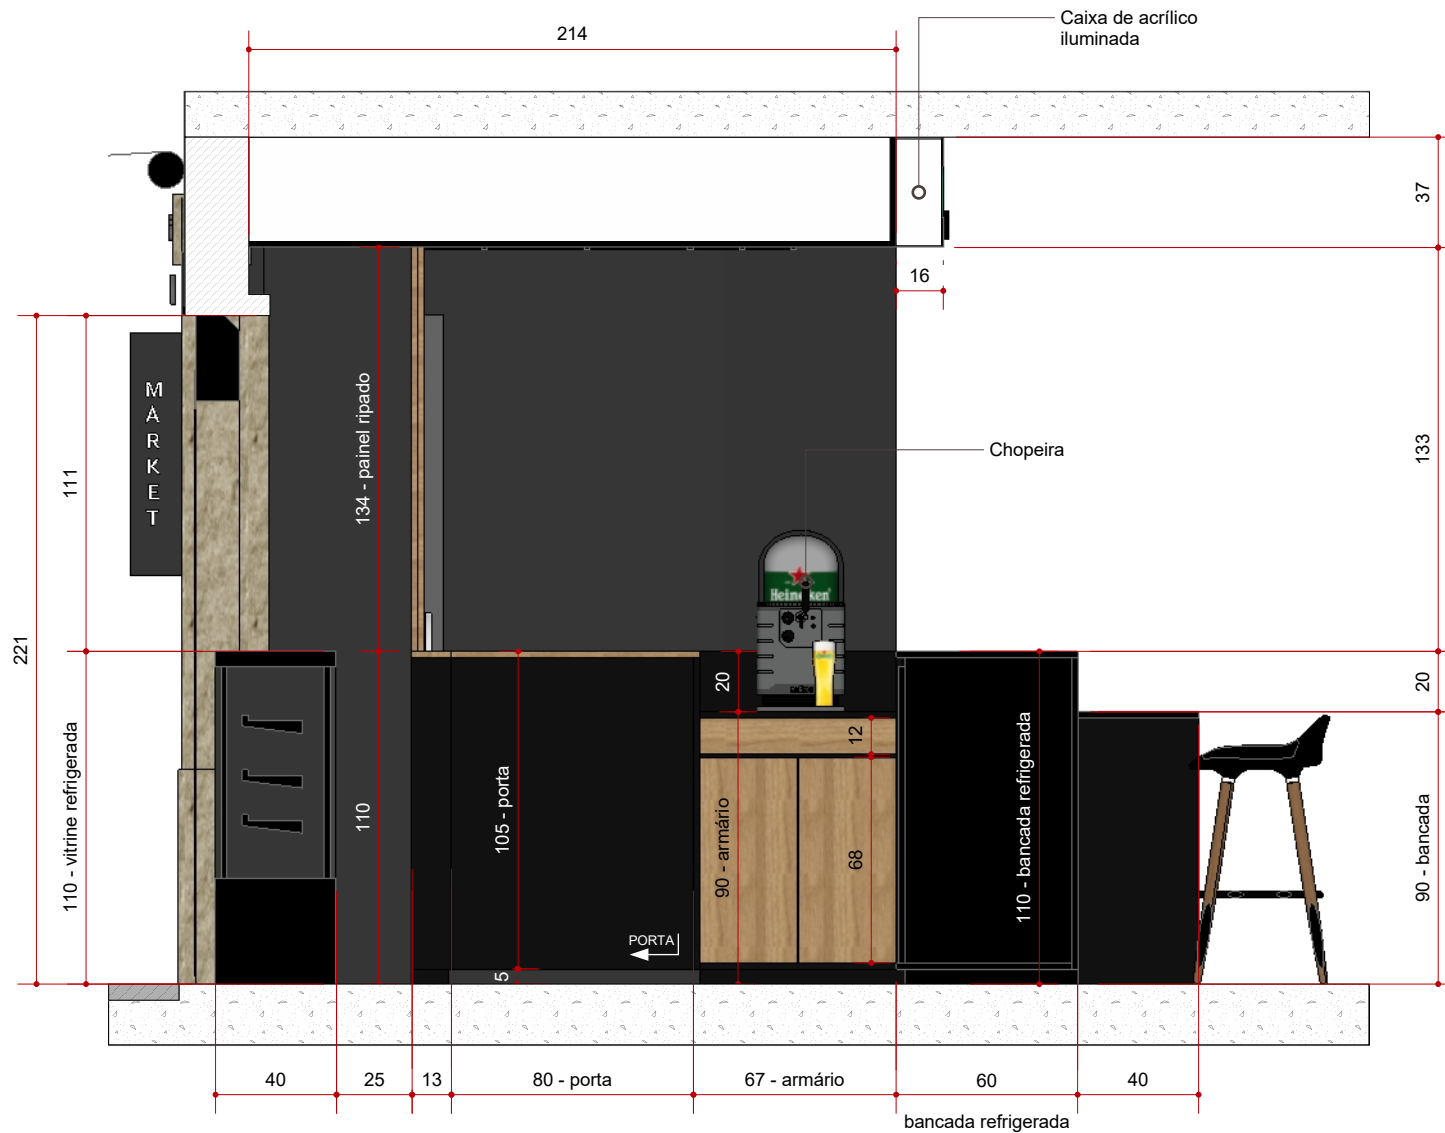 Caixa de acrílico
iluminada
214
37
16
133
134 - painel ripado
MARKET
111
221
Chopeira
Heineken
20
20
12
110 - vitrine refrigerada
110
105 - porta
90 - armário
68
110 - bancada refrigerada
90 - bancada
PORTA
5
40
25
13
80 - porta
67 - armário
60
40
bancada refrigerada